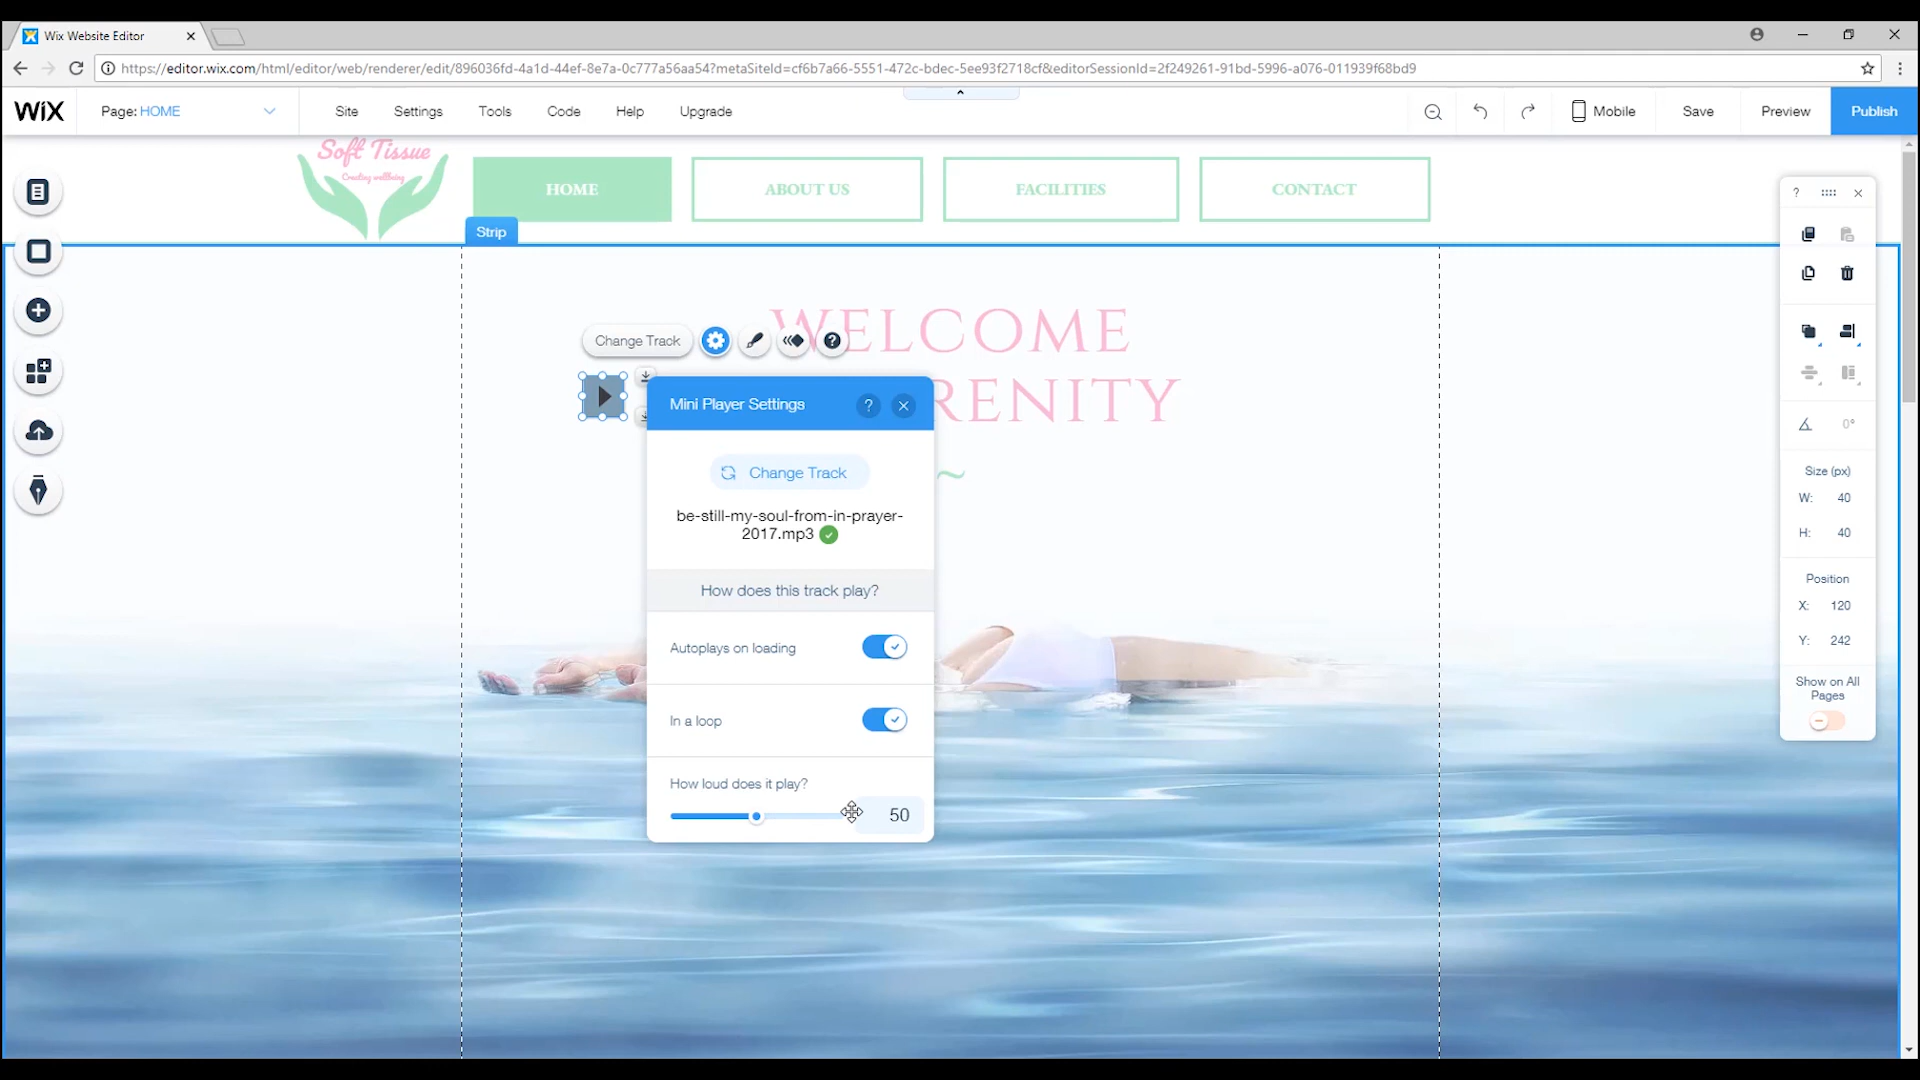 Wix Website Editor
https://editor.wix.com/html/editor/web/renderer/edit/896036fd-4a1d-44ef-8e7a-0c777a56aa54?metaSiteId=cf6b7a66-5551-472c-bdec-5ee93f2718cf&editorSessionId=2f249261-91bd-5996-a076-011939f68bd9
WiX Page: HOME Site Settings Tools Code Help Upgrade Mobile Save Preview Publish
Soft Tissue
Creating wellbeing
HOME ABOUT US FACILITIES CONTACT
Strip
WELCOME
Change Track
RENITY
Mini Player Settings
~
Change Track
be-still-my-soul-from-in-prayer-
2017.mp3
How does this track play?
Autoplays on loading
In a loop
How loud does it play?
50
0°
Size (px)
W: 40
H: 40
Position
X: 120
Y: 242
Show on All
Pages